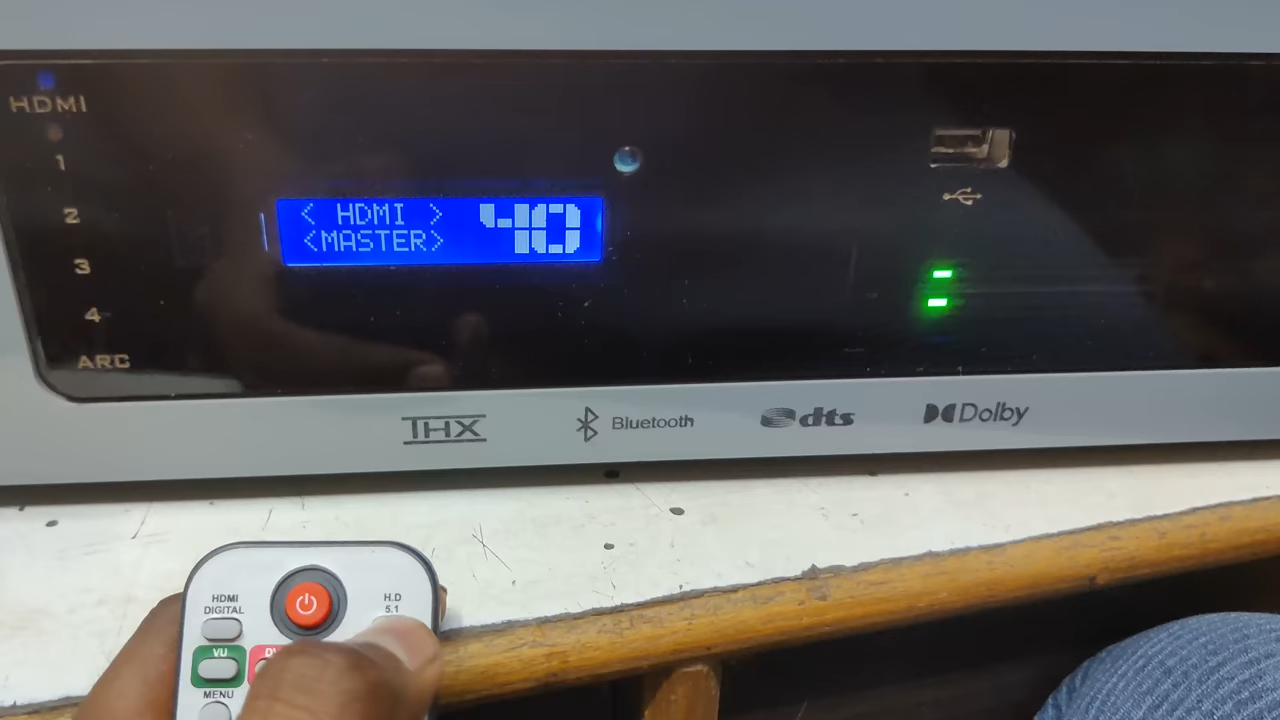 HDMI
1
2
3
4
ARC
< HDMI >
<MASTER>
40
THX
Bluetooth
dts
Dolby
HDMI
DIGITAL
H.D
5.1
VU
MENU